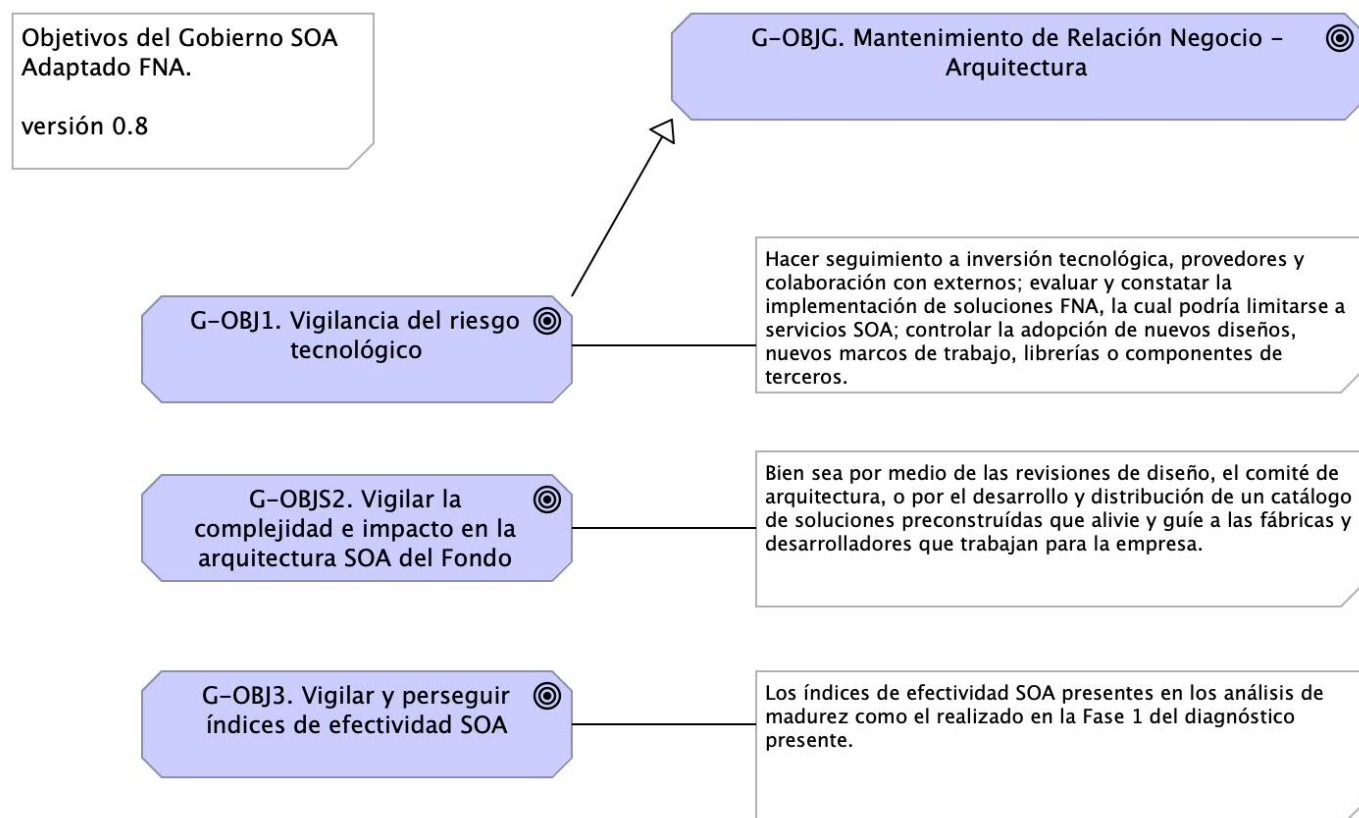 Objetivos del Gobierno SOA
Adaptado FNA.
versión 0.8
G-OBJG. Mantenimiento de Relación Negocio –
Arquitectura
G-OBJ1. Vigilancia del riesgo
tecnológico
Hacer seguimiento a inversión tecnológica, provedores y
colaboración con externos; evaluar y constatar la
implementación de soluciones FNA, la cual podría limitarse a
servicios SOA; controlar la adopción de nuevos diseños,
nuevos marcos de trabajo, librerías o componentes de
terceros.
G-OBJS2. Vigilar la
complejidad e impacto en la
arquitectura SOA del Fondo
Bien sea por medio de las revisiones de diseño, el comité de
arquitectura, o por el desarrollo y distribución de un catálogo
de soluciones preconstruídas que alivie y guíe a las fábricas y
desarrolladores que trabajan para la empresa.
G-OBJ3. Vigilar y perseguir
índices de efectividad SOA
Los índices de efectividad SOA presentes en los análisis de
madurez como el realizado en la Fase 1 del diagnóstico
presente.